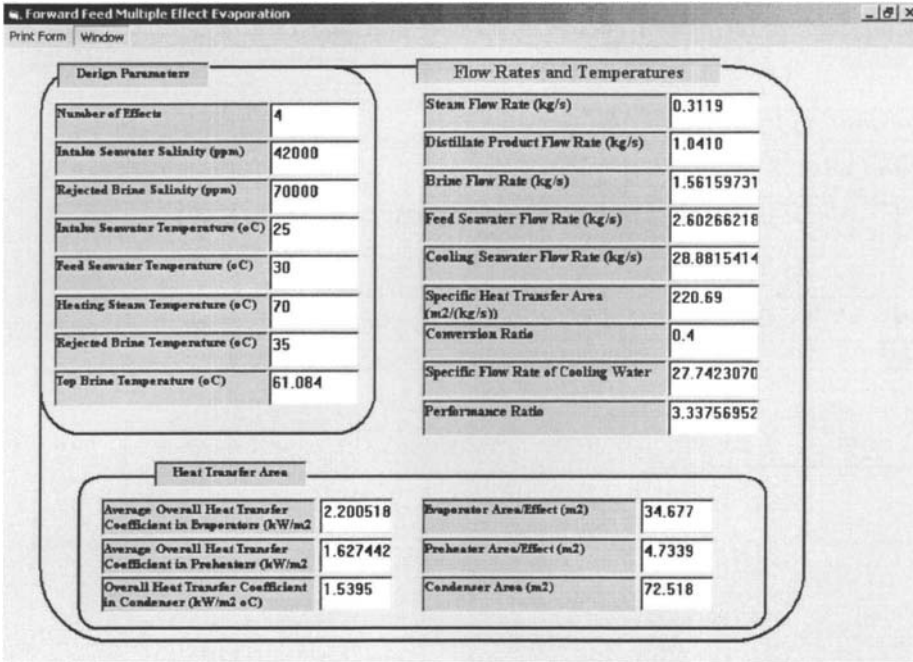 Forward Feed Multiple Effect Evaporation
Print Form Window
Design Parameters
Number of Effects 4
Intake Seawater Salinity (ppm) 42000
Rejected Brine Salinity (ppm) 70000
Intake Seawater Temperature (oC) 25
Feed Seawater Temperature (oC) 30
Heating Steam Temperature (oC) 70
Rejected Brine Temperature (oC) 35
Top Brine Temperature (oC) 61.084
Flow Rates and Temperatures
Steam Flow Rate (kg/s) 0.3119
Distillate Product Flow Rate (kg/s) 1.0410
Brine Flow Rate (kg/s) 1.56159731
Feed Seawater Flow Rate (kg/s) 2.60266218
Cooling Seawater Flow Rate (kg/s) 28.8815414
Specific Heat Transfer Area
(m2/(kg/s)) 220.69
Conversion Ratio 0.4
Specific Flow Rate of Cooling Water 27.7423070
Performance Ratio 3.33756952
Heat Transfer Area
Average Overall Heat Transfer
Coefficient in Evaporators (kW/m2 2.200518
Average Overall Heat Transfer
Coefficient in Preheaters (kW/m2 1.627442
Overall Heat Transfer Coefficient
in Condenser (kW/m2 oC) 1.5395
Evaporator Area/Effect (m2) 34.677
Preheater Area/Effect (m2) 4.7339
Condenser Area (m2) 72.518